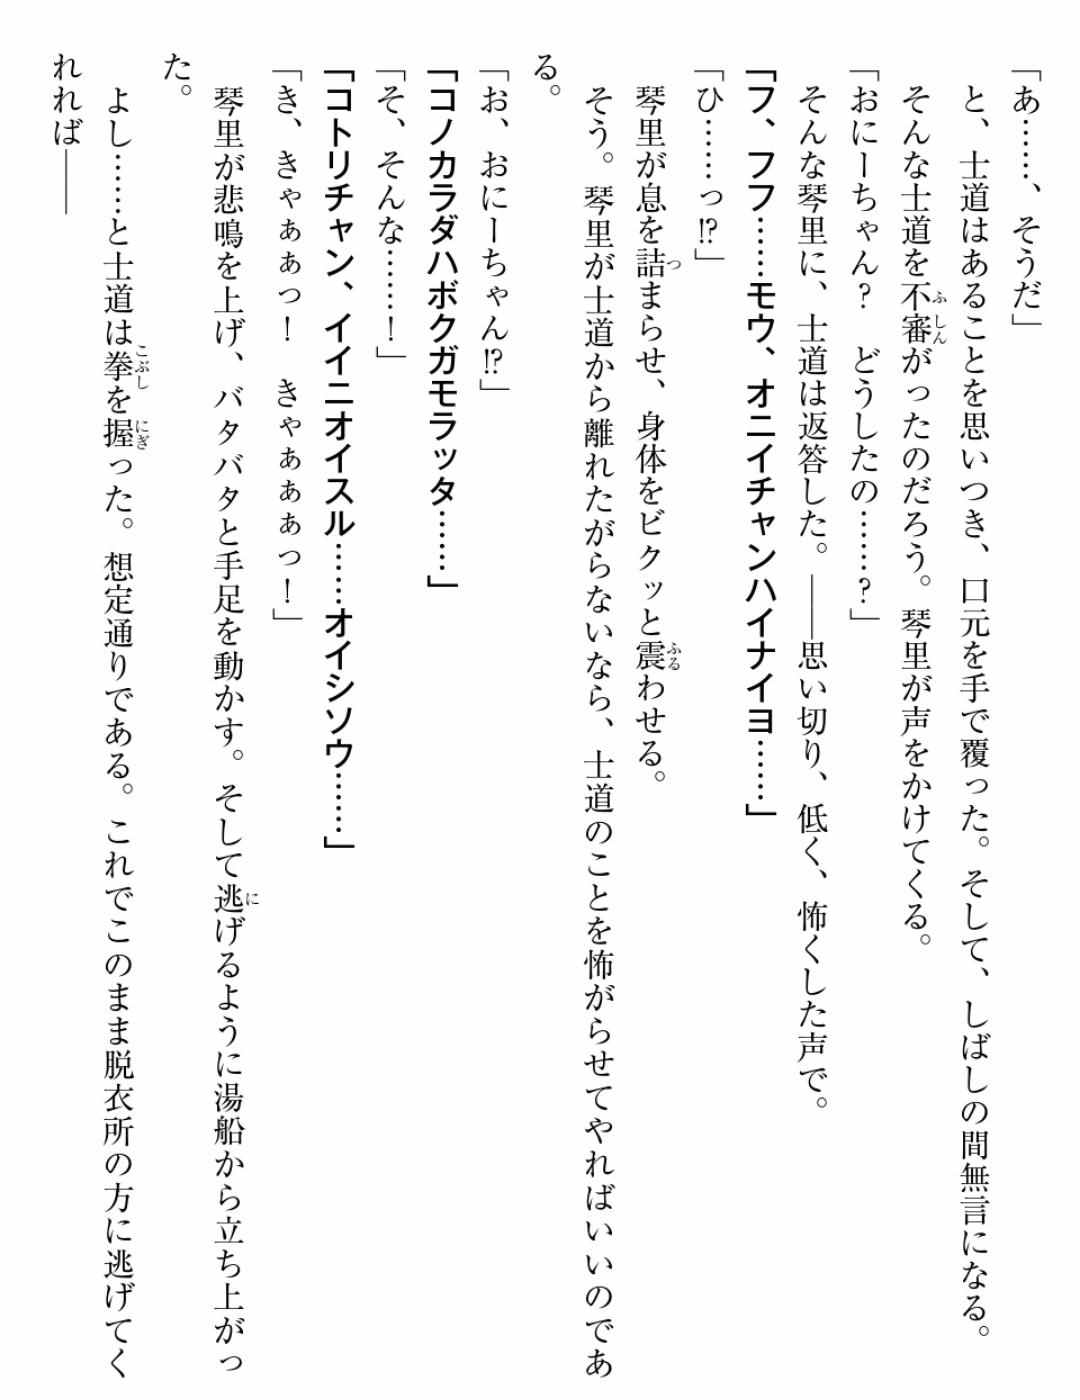 「あ……、そうだ」
　と、士道はあることを思いつき、口元を手で覆った。そして、しばしの間無言になる。
　そんな士道を不審がったのだろう。琴里が声をかけてくる。
「おにーちゃん？　どうしたの……？」
　そんな琴里に、士道は返答した。――思い切り、低く、怖くした声で。
「フ、フフ……モウ、オニイチャンハイナイヨ……」
「ひ……っ!?」
　琴里が息を詰まらせ、身体をビクッと震わせる。
　そう。琴里が士道から離れたがらないなら、士道のことを怖がらせてやればいいのであ
る。
「お、おにーちゃん!?」
「コノカラダハボクガモラッタ……」
「そ、そんな……！」
「コトリチャン、イイニオイスル……オイシソウ……」
「き、きゃぁぁっ！　きゃぁぁぁっ！」
　琴里が悲鳴を上げ、バタバタと手足を動かす。そして逃げるように湯船から立ち上がっ
た。
　よし……と士道は拳を握った。想定通りである。これでこのまま脱衣所の方に逃げてく
れれば――